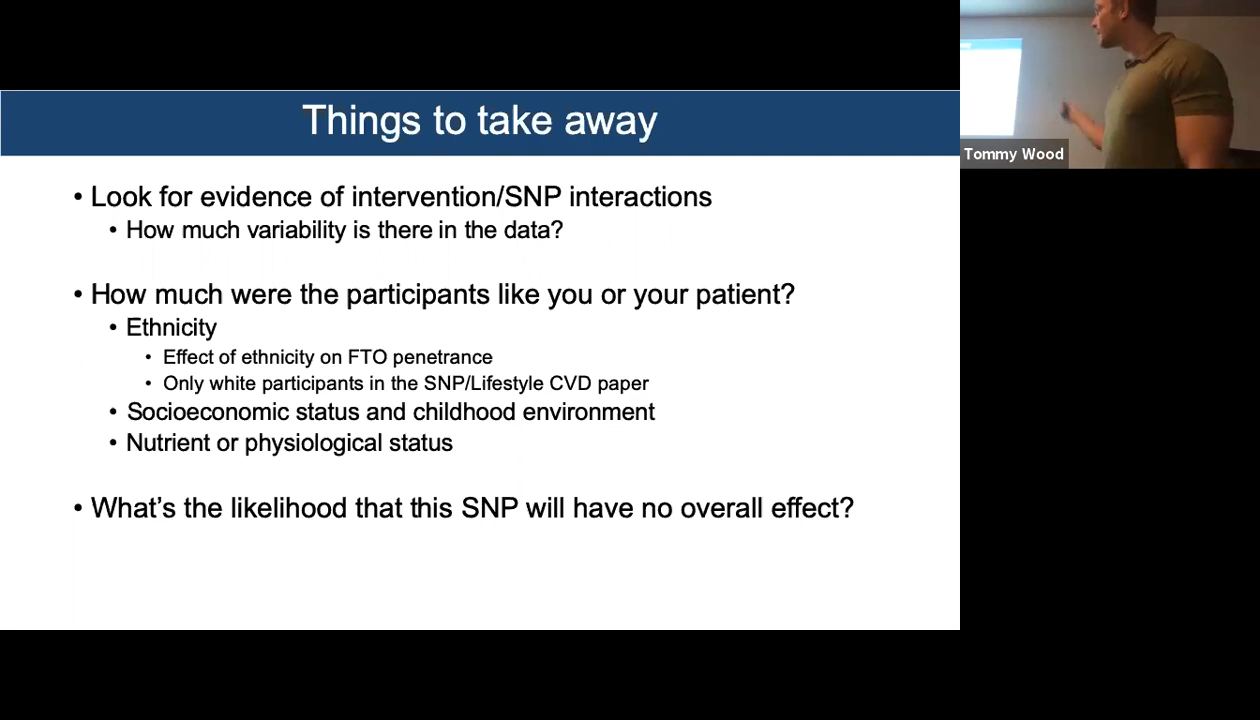 Things to take away
• Look for evidence of intervention/SNP interactions
• How much variability is there in the data?
• How much were the participants like you or your patient?
• Ethnicity
• Effect of ethnicity on FTO penetrance
• Only white participants in the SNP/Lifestyle CVD paper
• Socioeconomic status and childhood environment
• Nutrient or physiological status
• What’s the likelihood that this SNP will have no overall effect?
Tommy Wood